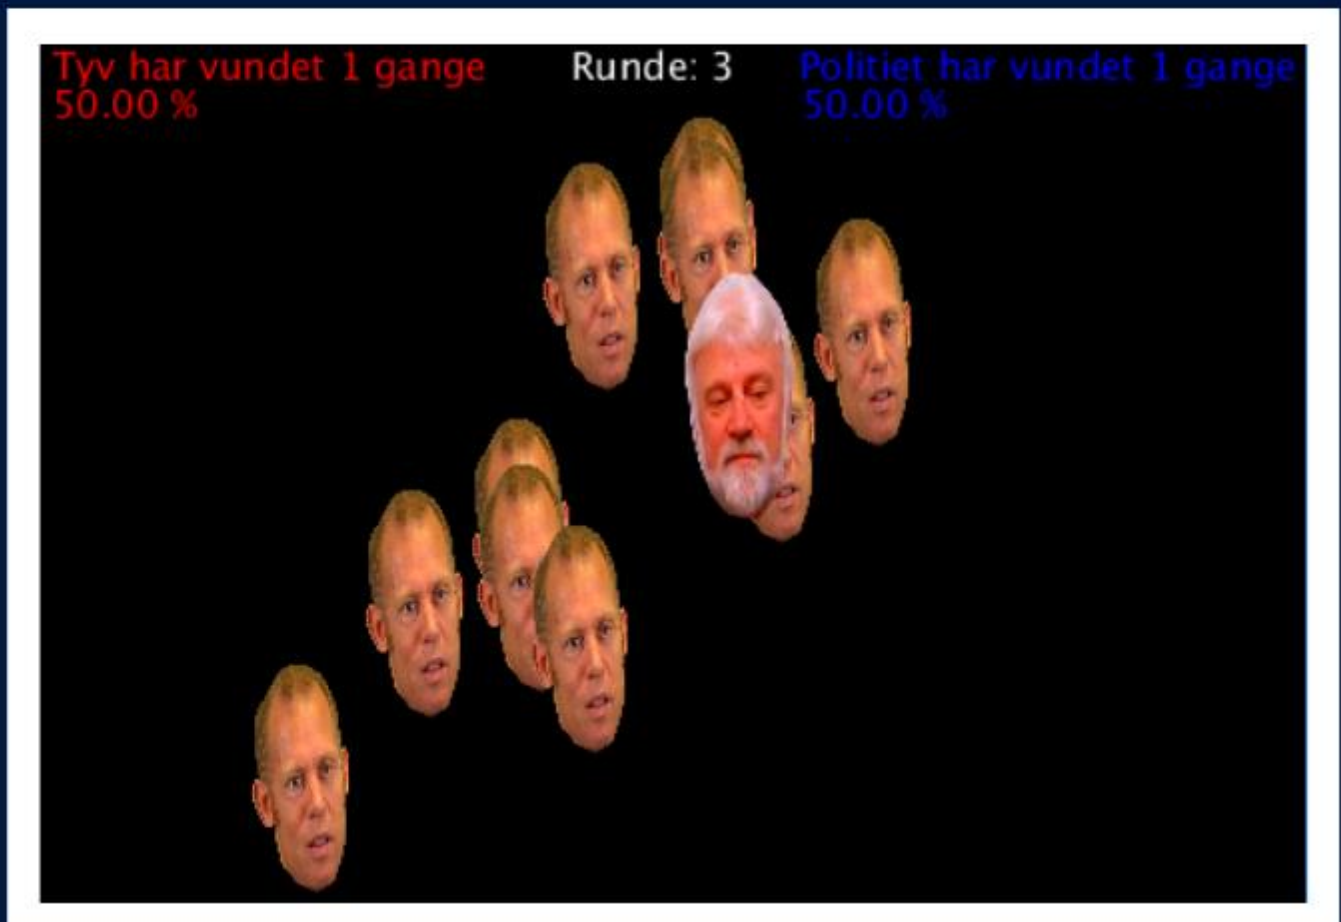 Tyv har vundet 1 gange
50.00 %
Runde: 3
Politiet har vundet 1 gange
50.00 %